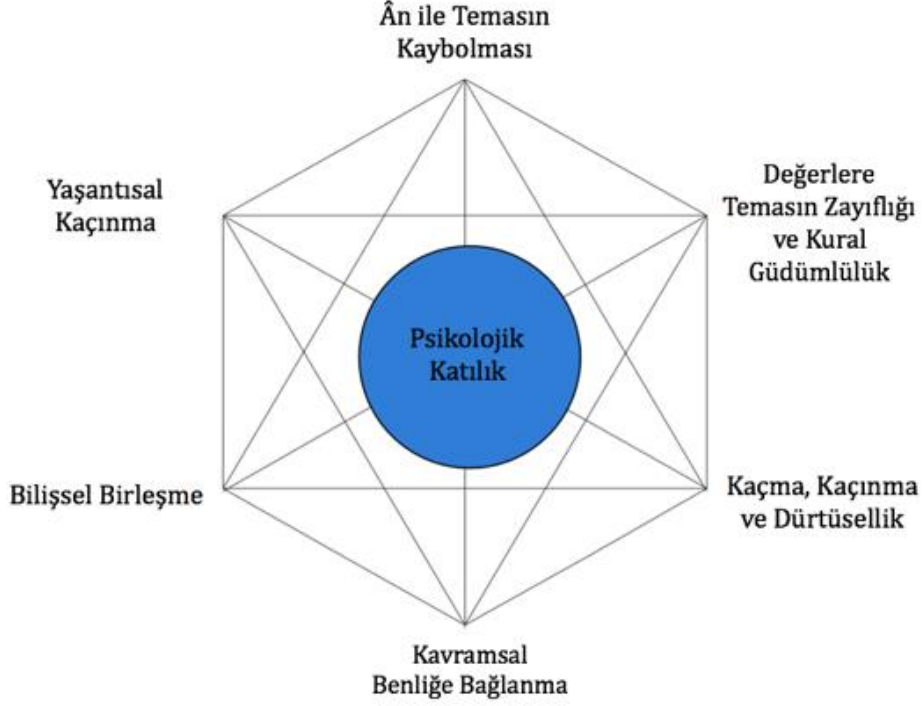 Ân ile Temasın
Kaybolması
Yaşantısal
Kaçınma
Değerlere
Temasın Zayıflığı
ve Kural
Güdümlülük
Psikolojik
Katılık
Bilişsel Birleşme
Kaçma, Kaçınma
ve Dürtüsellik
Kavramsal
Benliğe Bağlanma